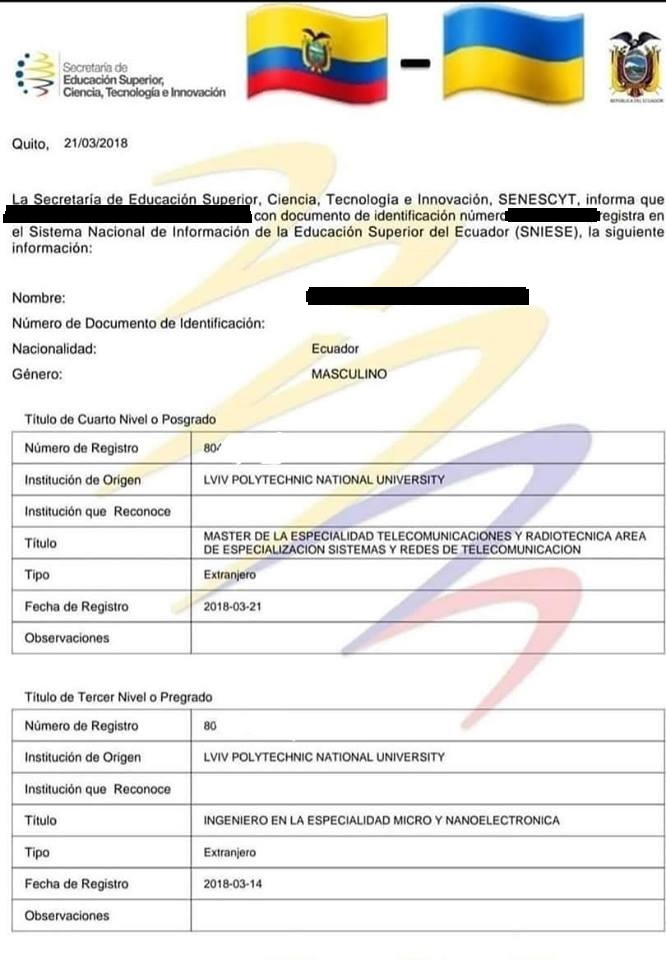 Secretaría de
Educación Superior,
Ciencia, Tecnología e Innovación
REPÚBLICA DEL ECUADOR
Quito, 21/03/2018
La Secretaría de Educación Superior, Ciencia, Tecnología e Innovación, SENESCYT, informa que
con documento de identificación número registra en
el Sistema Nacional de Información de la Educación Superior del Ecuador (SNIESE), la siguiente
información:
Nombre:
Número de Documento de Identificación:
Nacionalidad: Ecuador
Género: MASCULINO
Título de Cuarto Nivel o Posgrado
Número de Registro 80
Institución de Origen LVIV POLYTECHNIC NATIONAL UNIVERSITY
Institución que Reconoce
Título MASTER DE LA ESPECIALIDAD TELECOMUNICACIONES Y RADIOTECNICA AREA
DE ESPECIALIZACION SISTEMAS Y REDES DE TELECOMUNICACION
Tipo Extranjero
Fecha de Registro 2018-03-21
Observaciones
Título de Tercer Nivel o Pregrado
Número de Registro 80
Institución de Origen LVIV POLYTECHNIC NATIONAL UNIVERSITY
Institución que Reconoce
Título INGENIERO EN LA ESPECIALIDAD MICRO Y NANOELECTRONICA
Tipo Extranjero
Fecha de Registro 2018-03-14
Observaciones